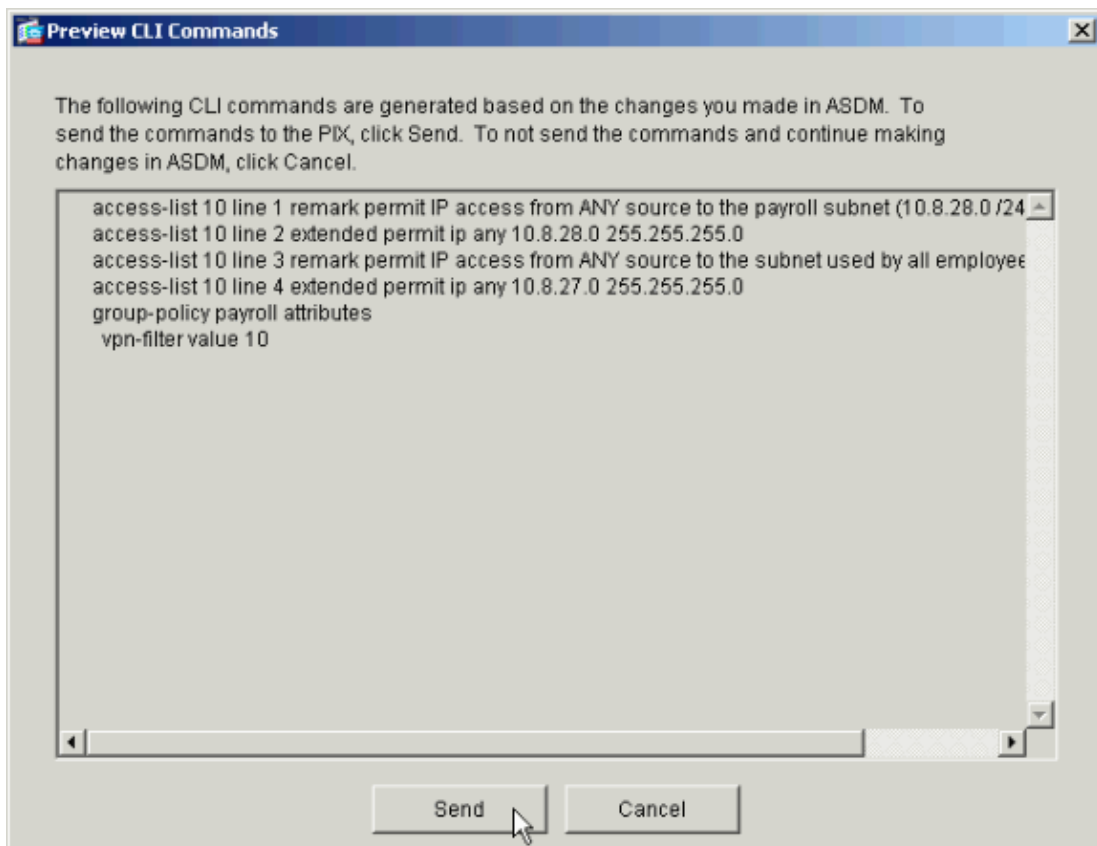 Preview CLI Commands
The following CLI commands are generated based on the changes you made in ASDM. To
send the commands to the PIX, click Send. To not send the commands and continue making
changes in ASDM, click Cancel.
access-list 10 line 1 remark permit IP access from ANY source to the payroll subnet (10.8.28.0 /24
access-list 10 line 2 extended permit ip any 10.8.28.0 255.255.255.0
access-list 10 line 3 remark permit IP access from ANY source to the subnet used by all employee
access-list 10 line 4 extended permit ip any 10.8.27.0 255.255.255.0
group-policy payroll attributes
vpn-filter value 10
Send
Cancel